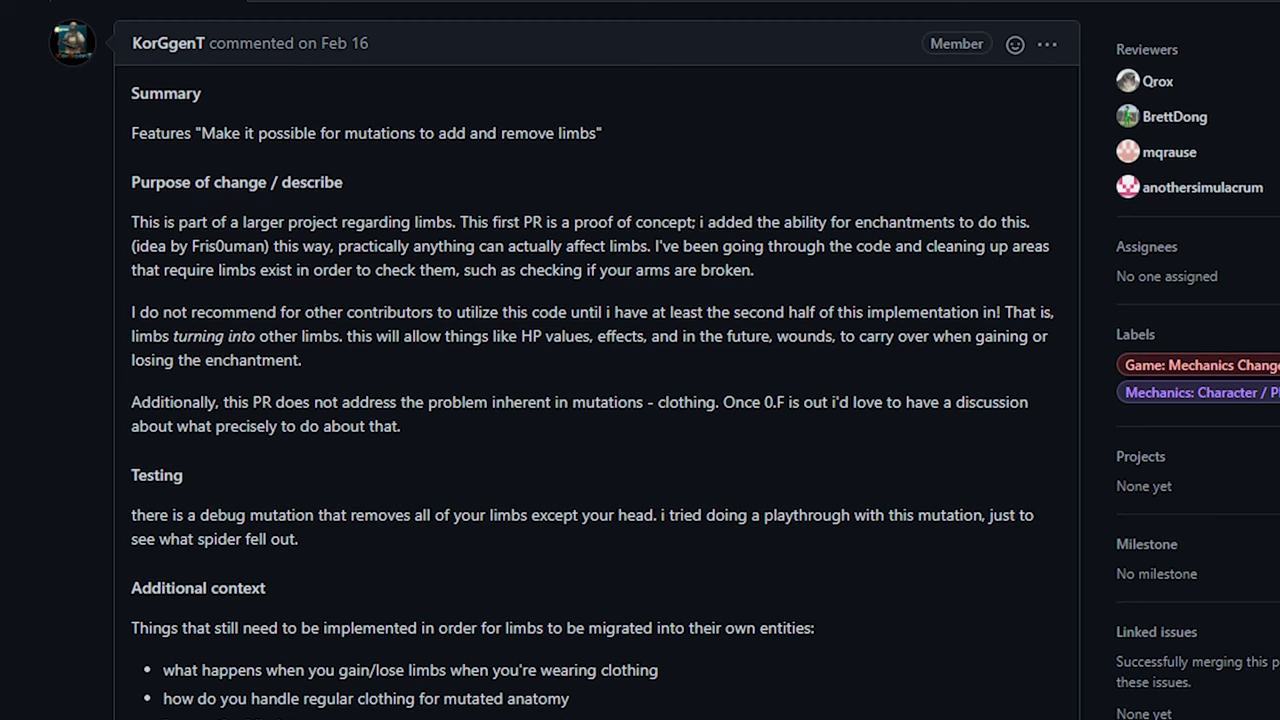 KorGgenT commented on Feb 16
Member
Summary
Features "Make it possible for mutations to add and remove limbs"
Purpose of change / describe
This is part of a larger project regarding limbs. This first PR is a proof of concept; i added the ability for enchantments to do this.
(idea by Fris0uman) this way, practically anything can actually affect limbs. I've been going through the code and cleaning up areas
that require limbs exist in order to check them, such as checking if your arms are broken.
I do not recommend for other contributors to utilize this code until i have at least the second half of this implementation in! That is,
limbs turning into other limbs. this will allow things like HP values, effects, and in the future, wounds, to carry over when gaining or
losing the enchantment.
Additionally, this PR does not address the problem inherent in mutations - clothing. Once 0.F is out i'd love to have a discussion
about what precisely to do about that.
Testing
there is a debug mutation that removes all of your limbs except your head. i tried doing a playthrough with this mutation, just to
see what spider fell out.
Additional context
Things that still need to be implemented in order for limbs to be migrated into their own entities:
• what happens when you gain/lose limbs when you're wearing clothing
• how do you handle regular clothing for mutated anatomy
Reviewers
Qrox
BrettDong
mqrause
anothersimulacrum
Assignees
No one assigned
Labels
Game: Mechanics Change
Mechanics: Character / Pl
Projects
None yet
Milestone
No milestone
Linked issues
Successfully merging this p
these issues.
None yet